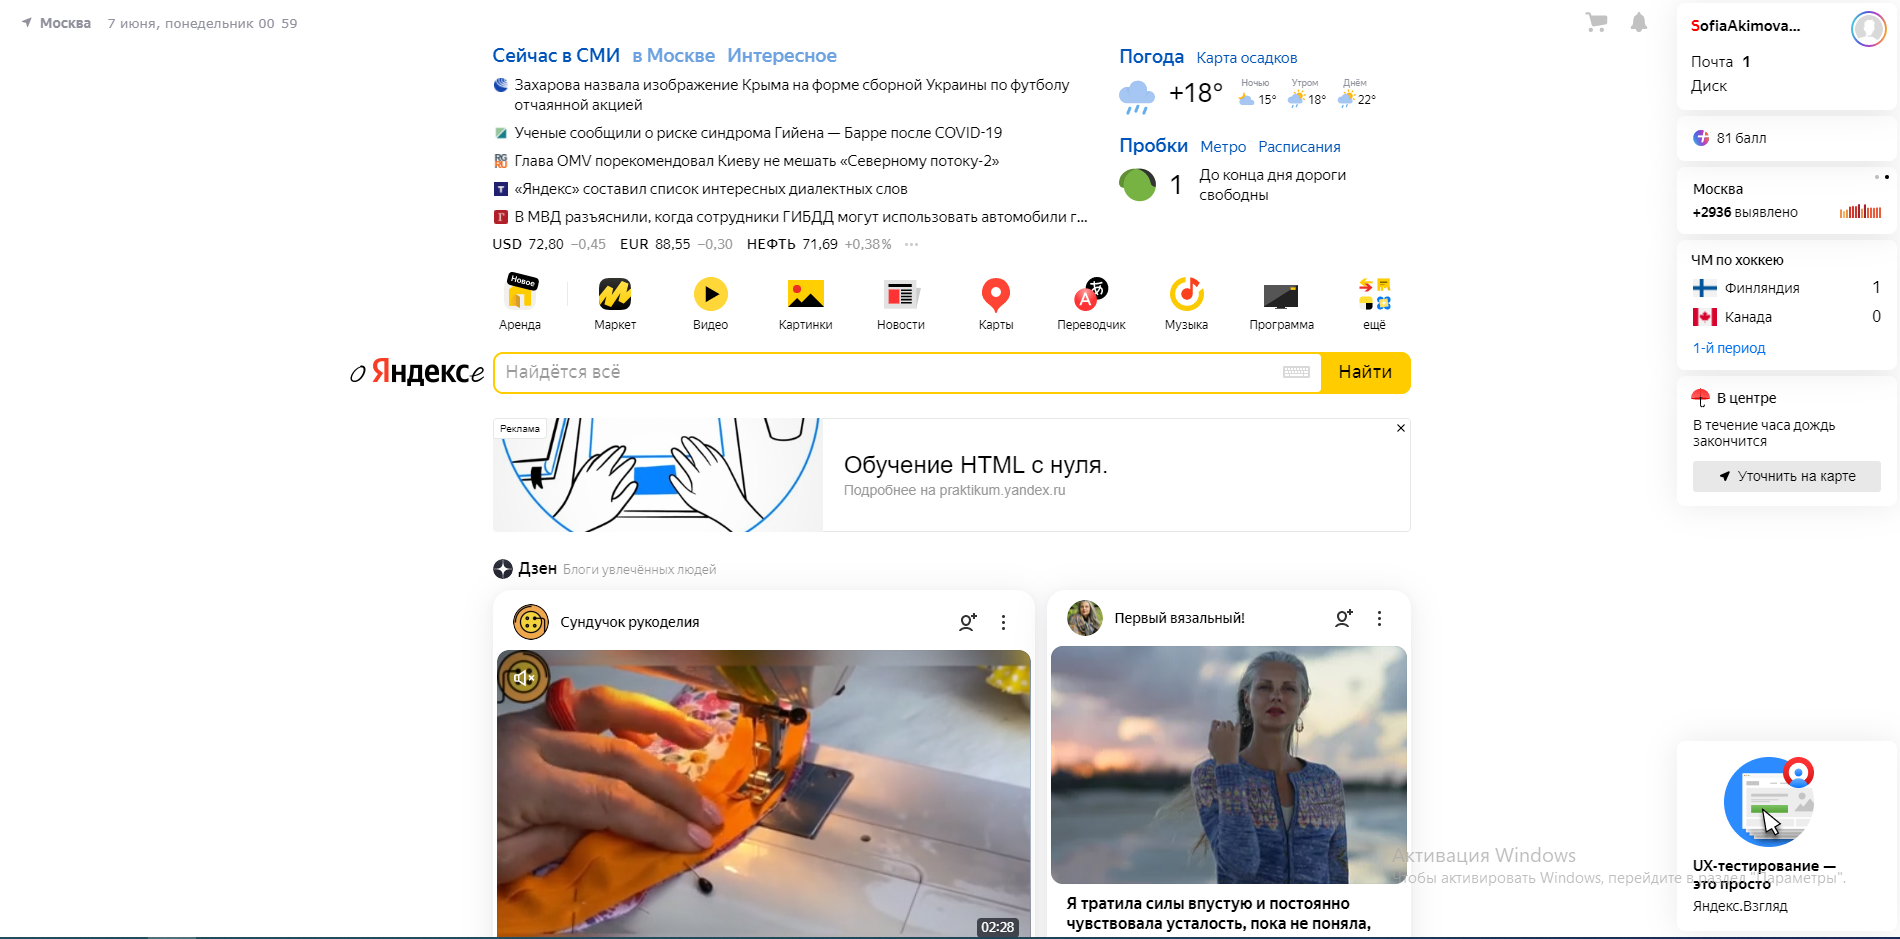 Москва 7 июня, понедельник 00 59
Сейчас в СМИ в Москве Интересное
Захарова назвала изображение Крыма на форме сборной Украины по футболу
отчаянной акцией
Ученые сообщили о риске синдрома Гийена — Барре после COVID-19
RG
RU
Глава OMV порекомендовал Киеву не мешать «Северному потоку-2»
Т
«Яндекс» составил список интересных диалектных слов
Г
В МВД разъяснили, когда сотрудники ГИБДД могут использовать автомобили г...
USD 72,80 −0,45 EUR 88,55 −0,30 НЕФТЬ 71,69 +0,38%
Погода Карта осадков
+18°
Ночью 15°
Утром 18°
Днём 22°
Пробки Метро Расписания
1 До конца дня дороги
свободны
Новое
Аренда
Маркет
Видео
Картинки
Новости
Карты
A あ
Переводчик
Музыка
Программа
ещё
о Яндексе
Найдётся всё
Найти
Реклама
Обучение HTML с нуля.
Подробнее на praktikum.yandex.ru
Дзен Блоги увлечённых людей
Сундучок рукоделия
02:28
Первый вязальный!
Я тратила силы впустую и постоянно
чувствовала усталость, пока не поняла,
SofiaAkimova...
Почта 1
Диск
81 балл
Москва
+2936 выявлено
ЧМ по хоккею
Финляндия 1
Канада 0
1-й период
В центре
В течение часа дождь
закончится
Уточнить на карте
UX-тестирование —
это просто
Яндекс.Взгляд
Активация Windows
Чтобы активировать Windows, перейдите в раздел "Параметры".